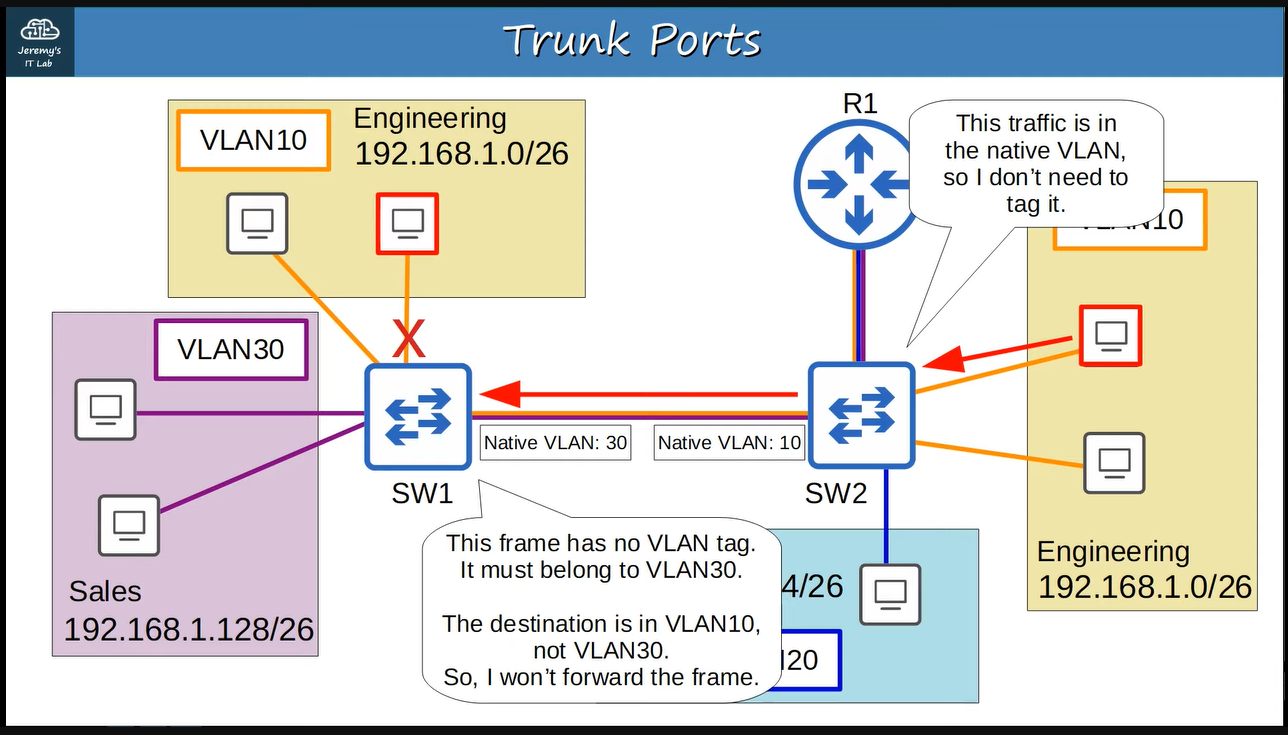 Jeremy's
IT Lab
Trunk Ports
VLAN10
Engineering
192.168.1.0/26
R1
This traffic is in
the native VLAN,
so I don't need to
tag it.
VLAN10
VLAN30
Native VLAN: 30
Native VLAN: 10
X
SW1
SW2
This frame has no VLAN tag.
It must belong to VLAN30.
The destination is in VLAN10,
not VLAN30.
So, I won't forward the frame.
4/26
20
Engineering
192.168.1.0/26
Sales
192.168.1.128/26